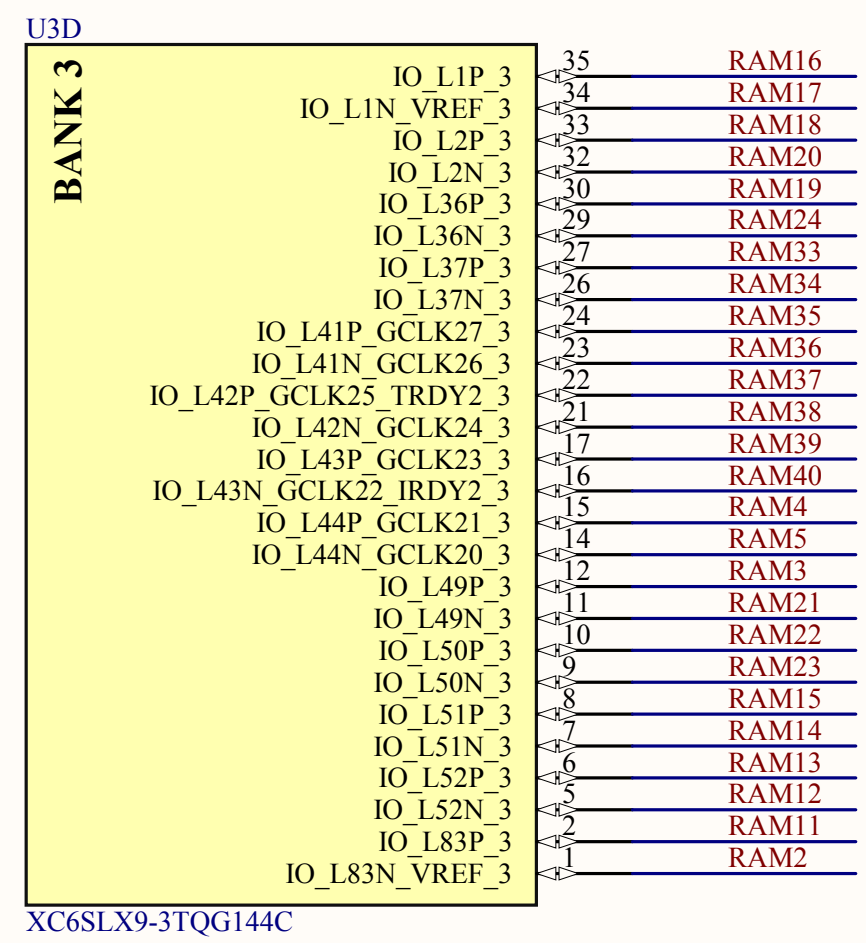 U3D
BANK 3
IO_L1P_3 35 RAM16
IO_L1N_VREF_3 34 RAM17
IO_L2P_3 33 RAM18
IO_L2N_3 32 RAM20
IO_L36P_3 30 RAM19
IO_L36N_3 29 RAM24
IO_L37P_3 27 RAM33
IO_L37N_3 26 RAM34
IO_L41P_GCLK27_3 24 RAM35
IO_L41N_GCLK26_3 23 RAM36
IO_L42P_GCLK25_TRDY2_3 22 RAM37
IO_L42N_GCLK24_3 21 RAM38
IO_L43P_GCLK23_3 17 RAM39
IO_L43N_GCLK22_IRDY2_3 16 RAM40
IO_L44P_GCLK21_3 15 RAM4
IO_L44N_GCLK20_3 14 RAM5
IO_L49P_3 12 RAM3
IO_L49N_3 11 RAM21
IO_L50P_3 10 RAM22
IO_L50N_3 9 RAM23
IO_L51P_3 8 RAM15
IO_L51N_3 7 RAM14
IO_L52P_3 6 RAM13
IO_L52N_3 5 RAM12
IO_L83P_3 2 RAM11
IO_L83N_VREF_3 1 RAM2
XC6SLX9-3TQG144C